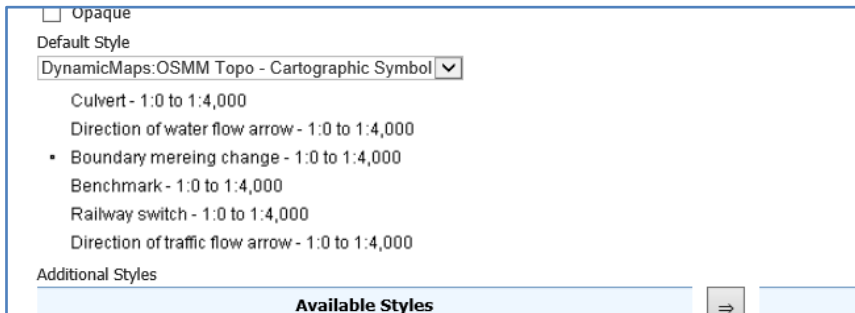 Opaque
Default Style
DynamicMaps:OSMM Topo - Cartographic Symbol
Culvert - 1:0 to 1:4,000
Direction of water flow arrow - 1:0 to 1:4,000
Boundary mereing change - 1:0 to 1:4,000
Benchmark - 1:0 to 1:4,000
Railway switch - 1:0 to 1:4,000
Direction of traffic flow arrow - 1:0 to 1:4,000
Additional Styles
Available Styles ⇒